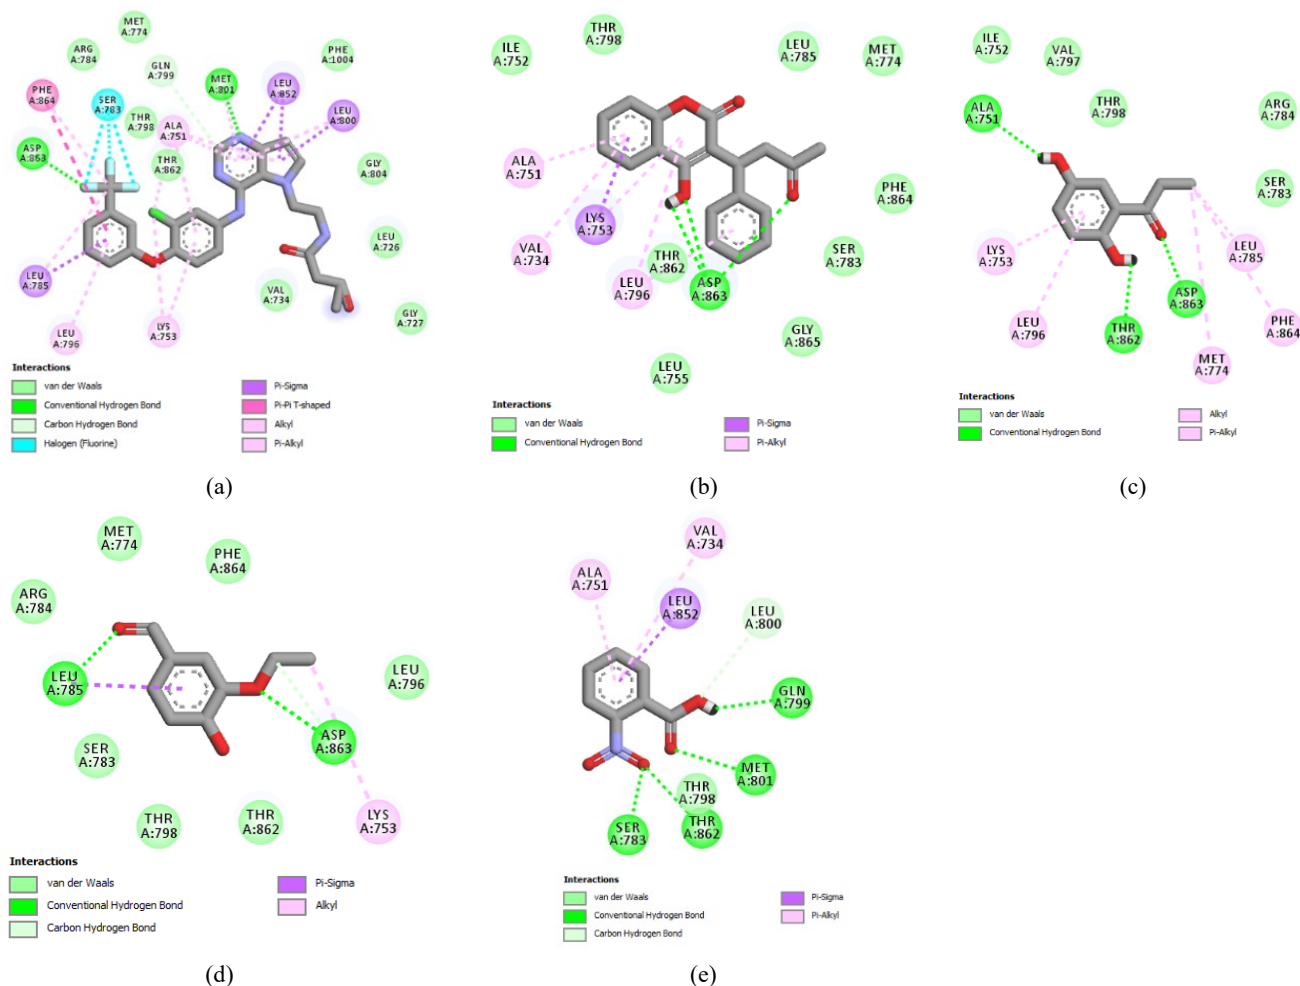 MET
A:774
ARG
A:784
GLN
A:799
MET
A:801
LEU
A:852
PHE
A:1004
PHE
A:864
SER
A:783
THR
A:798
ALA
A:751
LEU
A:800
ASP
A:863
THR
A:862
GLY
A:804
LEU
A:726
LEU
A:785
VAL
A:734
GLY
A:727
LEU
A:796
LYS
A:753
Interactions
van der Waals
Conventional Hydrogen Bond
Carbon Hydrogen Bond
Halogen (Fluorine)
Pi-Sigma
Pi-Pi T-shaped
Alkyl
Pi-Alkyl
(a)
ILE
A:752
THR
A:798
LEU
A:785
MET
A:774
ALA
A:751
LYS
A:753
PHE
A:864
VAL
A:734
THR
A:862
SER
A:783
LEU
A:796
ASP
A:863
GLY
A:865
LEU
A:755
Interactions
van der Waals
Conventional Hydrogen Bond
Pi-Sigma
Pi-Alkyl
(b)
ILE
A:752
VAL
A:797
ALA
A:751
THR
A:798
ARG
A:784
SER
A:783
LYS
A:753
LEU
A:785
ASP
A:863
LEU
A:796
THR
A:862
PHE
A:864
MET
A:774
Interactions
van der Waals
Conventional Hydrogen Bond
Alkyl
Pi-Alkyl
(c)
MET
A:774
PHE
A:864
ARG
A:784
LEU
A:785
LEU
A:796
ASP
A:863
SER
A:783
THR
A:798
THR
A:862
LYS
A:753
Interactions
van der Waals
Conventional Hydrogen Bond
Carbon Hydrogen Bond
Pi-Sigma
Alkyl
(d)
VAL
A:734
ALA
A:751
LEU
A:852
LEU
A:800
GLN
A:799
MET
A:801
THR
A:798
SER
A:783
THR
A:862
Interactions
van der Waals
Conventional Hydrogen Bond
Carbon Hydrogen Bond
Pi-Sigma
Pi-Alkyl
(e)